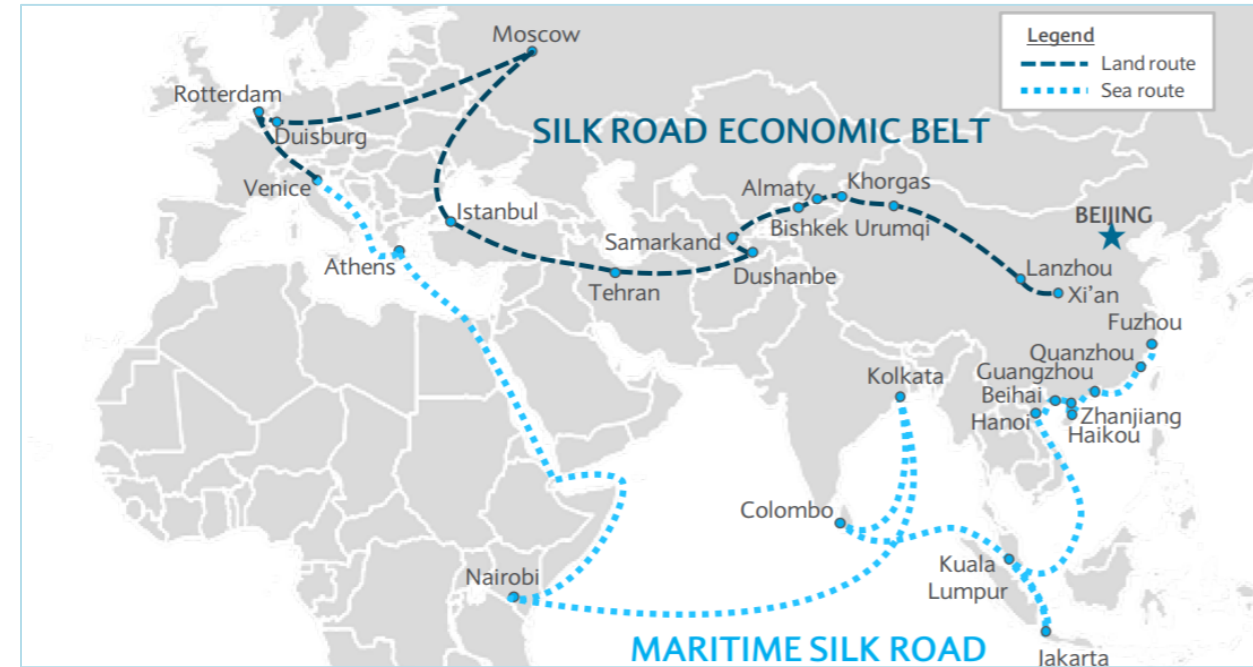 Moscow
Legend
Land route
Sea route
Rotterdam
Duisburg
SILK ROAD ECONOMIC BELT
Venice
Almaty
Khorgas
Istanbul
Bishkek
Urumqi
BEIJING
Samarkand
Athens
Dushanbe
Tehran
Lanzhou
Xi'an
Fuzhou
Quanzhou
Kolkata
Guangzhou
Beihai
Zhanjiang
Hanoi
Haikou
Colombo
Nairobi
Kuala
Lumpur
MARITIME SILK ROAD
Jakarta